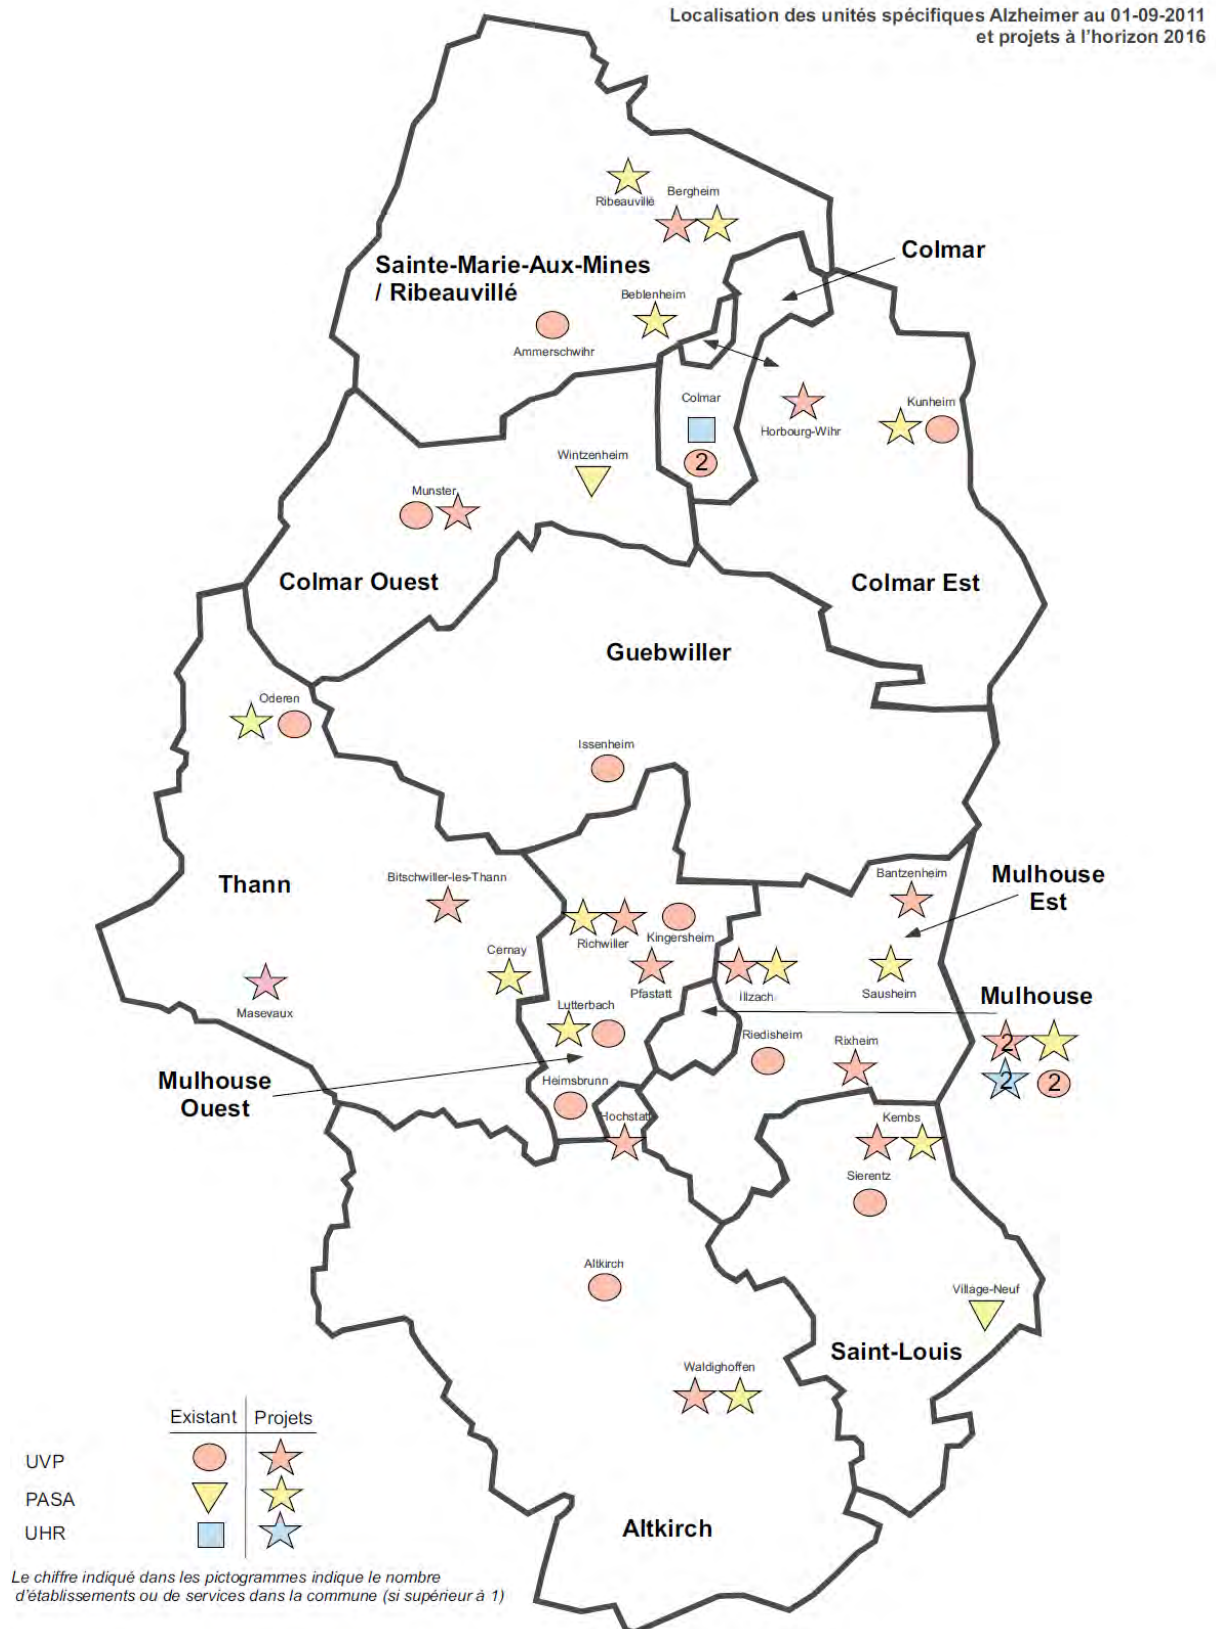 Localisation des unités spécifiques Alzheimer au 01-09-2011
et projets à l'horizon 2016
Ribeauvillé
Bergheim
Colmar
Sainte-Marie-Aux-Mines
/ Ribeauvillé
Beblenheim
Ammerschwihr
Colmar
2
Horbourg-Wihr
Kunheim
Wintzenheim
Munster
Colmar Ouest
Colmar Est
Guebwiller
Oderen
Issenheim
Thann
Bitschwiller-les-Thann
Bantzenheim
Mulhouse
Est
Richwiller
Kingersheim
Cernay
Pfastatt
Illzach
Sausheim
Masevaux
Mulhouse
2
2
2
Lutterbach
Riedisheim
Rixheim
Mulhouse
Ouest
Heimsbrunn
Hochstatt
Kembs
Sierentz
Altkirch
Village-Neuf
Saint-Louis
Waldighoffen
Altkirch
Existant Projets
UVP
PASA
UHR
Le chiffre indiqué dans les pictogrammes indique le nombre
d'établissements ou de services dans la commune (si supérieur à 1)